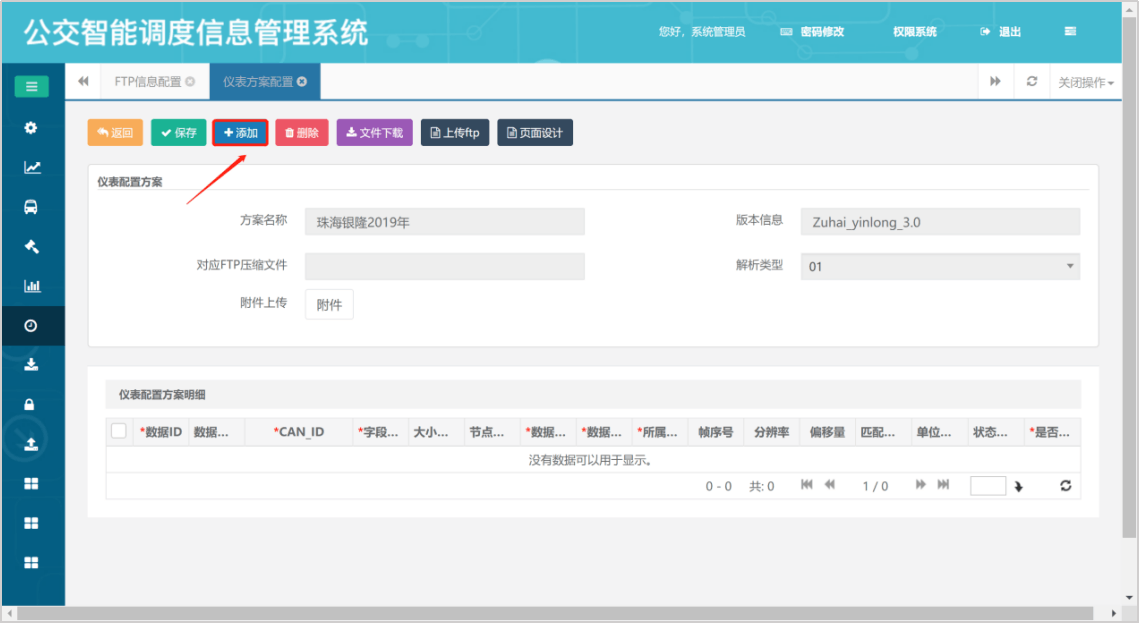 公交智能调度信息管理系统
您好，系统管理员 密码修改 权限系统 退出
FTP信息配置 仪表方案配置 关闭操作
返回 保存 添加 删除 文件下载 上传ftp 页面设计
仪表配置方案
方案名称 珠海银隆2019年 版本信息 Zuhai_yinlong_3.0
对应FTP压缩文件 解析类型 01
附件上传 附件
仪表配置方案明细
*数据ID 数据... *CAN_ID *字段... 大小... 节点... *数据... *数据... *所属... 帧序号 分辨率 偏移量 匹配... 单位... 状态... *是否...
没有数据可以用于显示。
0 - 0 共: 0 1 / 0